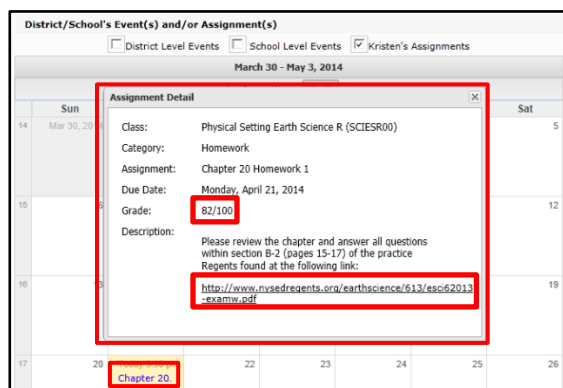 District/School's Event(s) and/or Assignment(s)
District Level Events School Level Events Kristen's Assignments
March 30 - May 3, 2014
Assignment Detail
Sun Sat
14 Mar 30, 5
Class: Physical Setting Earth Science R (SCIESR00)
Category: Homework
Assignment: Chapter 20 Homework 1
Due Date: Monday, April 21, 2014
15 12
Grade: 82/100
Description:
Please review the chapter and answer all questions
within section B-2 (pages 15-17) of the practice
Regents found at the following link:
16 19
http://www.nysedregents.org/earthscience/613/esci62013
-examw.pdf
17 20 22 23 24 25 26
Chapter 20.